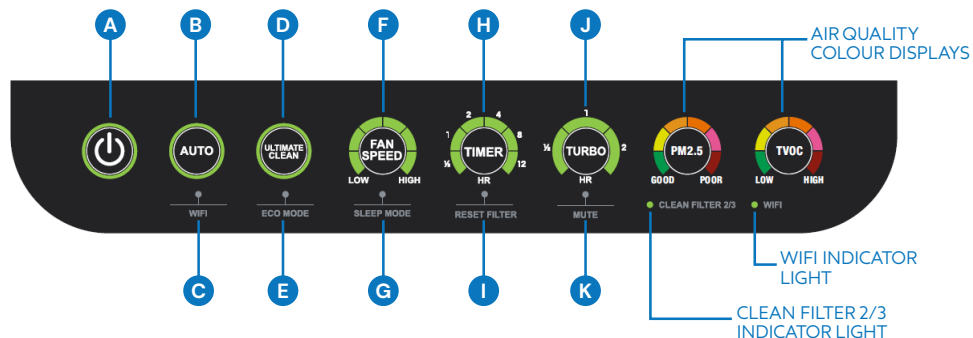 A
B
D
F
H
J
AIR QUALITY
COLOUR DISPLAYS
AUTO
ULTIMATE
CLEAN
FAN
SPEED
LOW HIGH
½ 1 2 4 8 12
TIMER
HR
½ 1 2
TURBO
HR
PM2.5
GOOD POOR
TVOC
LOW HIGH
WIFI
ECO MODE
SLEEP MODE
RESET FILTER
MUTE
CLEAN FILTER 2/3
WIFI
C
E
G
I
K
WIFI INDICATOR
LIGHT
CLEAN FILTER 2/3
INDICATOR LIGHT